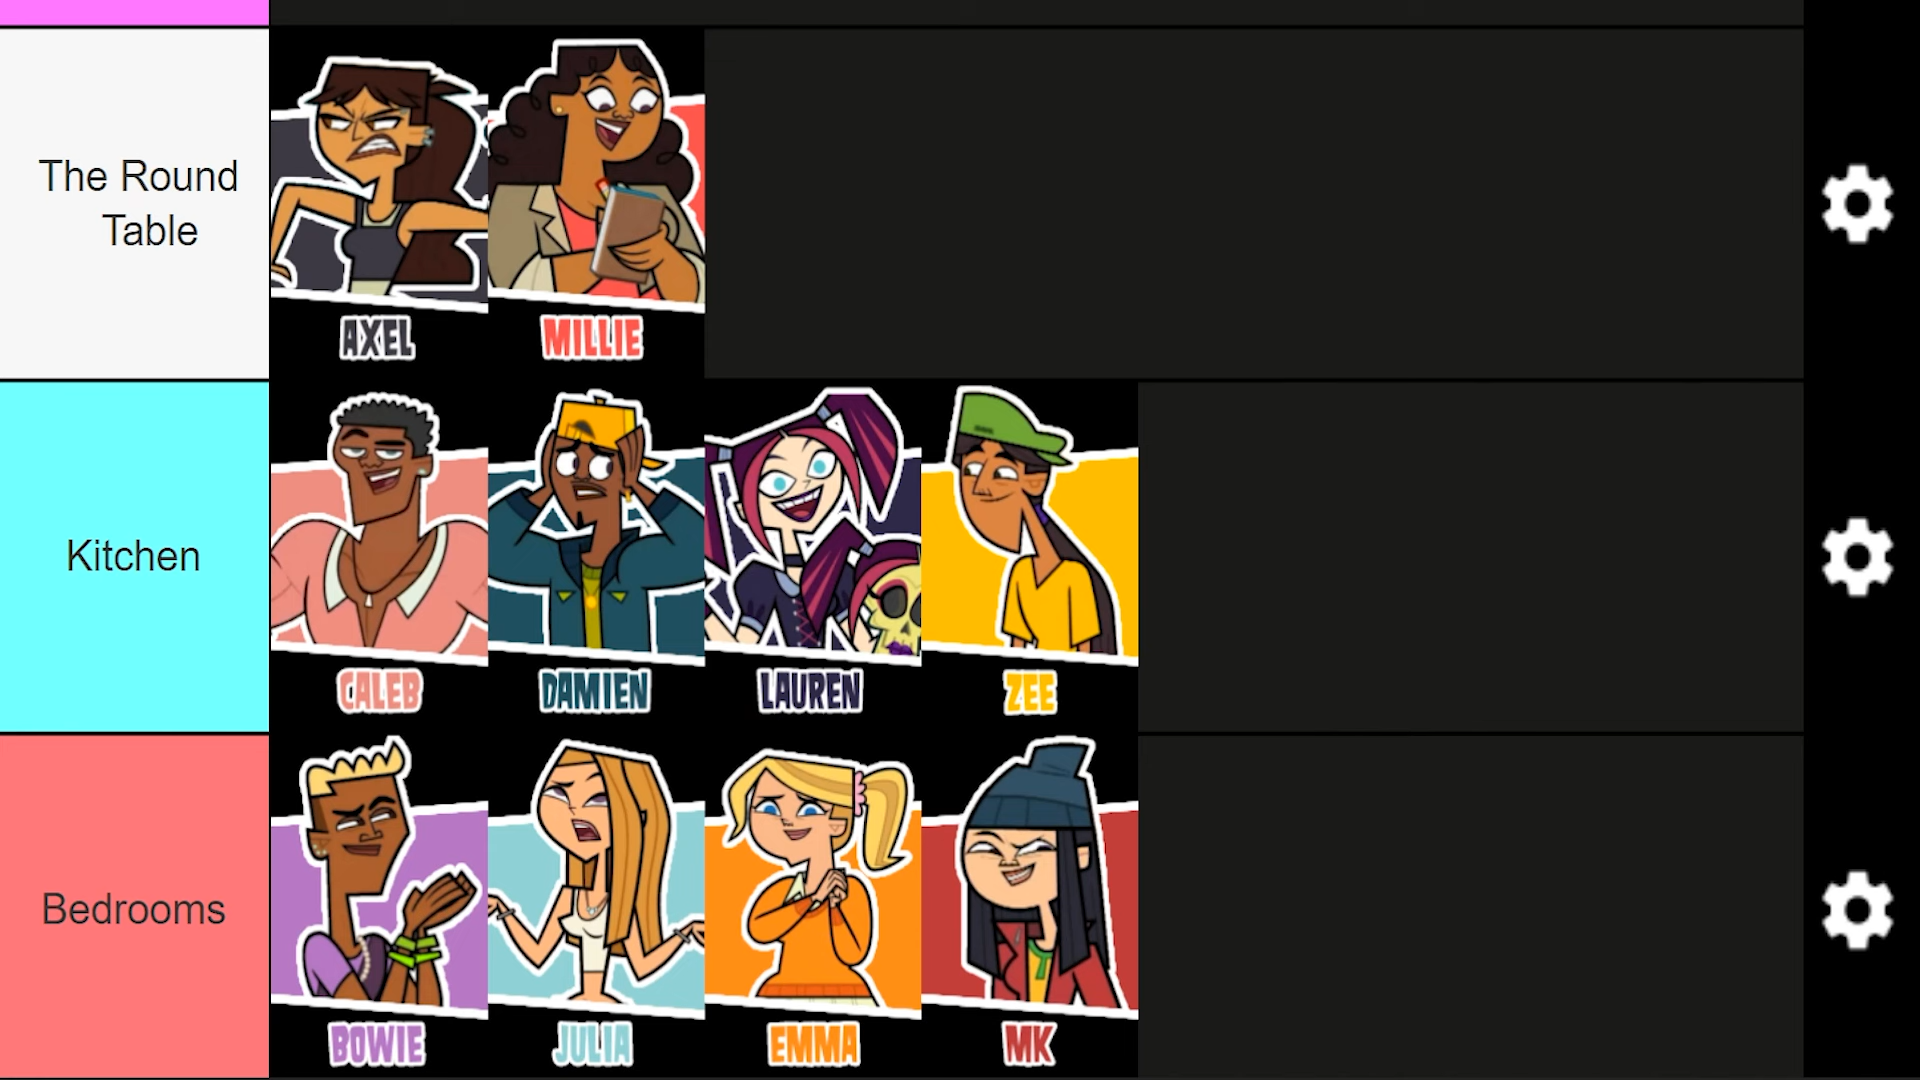 The Round
Table
AXEL
MILLIE
Kitchen
CALEB
DAMIEN
LAUREN
ZEE
Bedrooms
BOWIE
JULIA
EMMA
MK